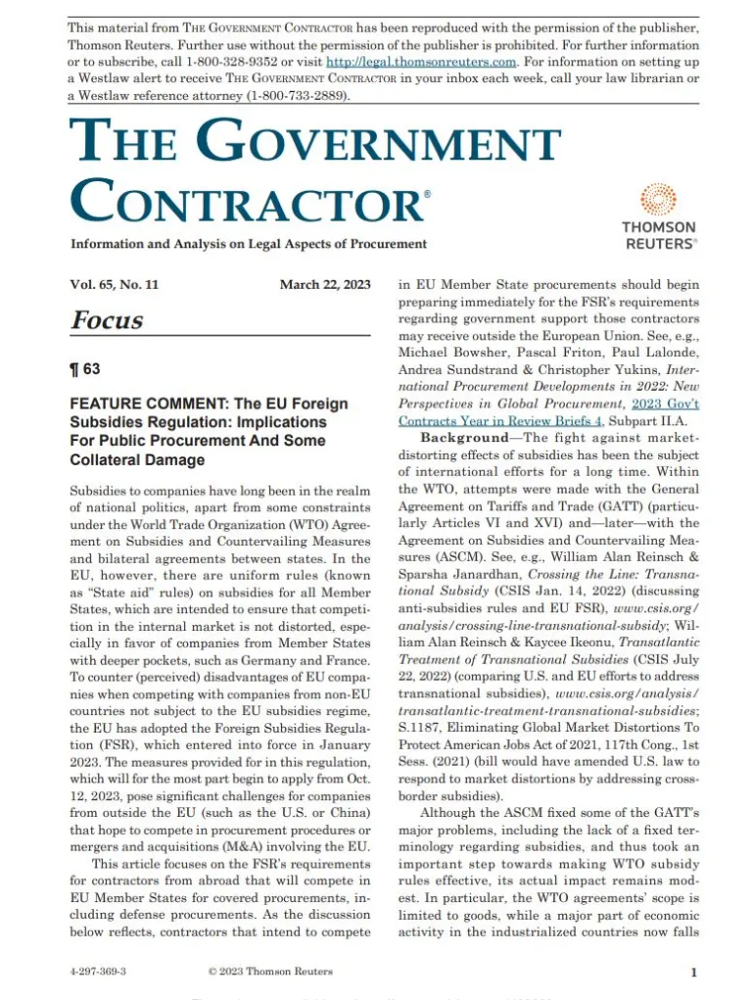 This material from THE GOVERNMENT CONTRACTOR has been reproduced with the permission of the publisher,
Thomson Reuters. Further use without the permission of the publisher is prohibited. For further information
or to subscribe, call 1-800-328-9352 or visit http://legal.thomsonreuters.com. For information on setting up
a Westlaw alert to receive THE GOVERNMENT CONTRACTOR in your inbox each week, call your law librarian or
a Westlaw reference attorney (1-800-733-2889).
THE GOVERNMENT
CONTRACTOR®
THOMSON
REUTERS®
Information and Analysis on Legal Aspects of Procurement
Vol. 65, No. 11 March 22, 2023
Focus
¶ 63
FEATURE COMMENT: The EU Foreign
Subsidies Regulation: Implications
For Public Procurement And Some
Collateral Damage
Subsidies to companies have long been in the realm
of national politics, apart from some constraints
under the World Trade Organization (WTO) Agree-
ment on Subsidies and Countervailing Measures
and bilateral agreements between states. In the
EU, however, there are uniform rules (known
as “State aid” rules) on subsidies for all Member
States, which are intended to ensure that competi-
tion in the internal market is not distorted, espe-
cially in favor of companies from Member States
with deeper pockets, such as Germany and France.
To counter (perceived) disadvantages of EU compa-
nies when competing with companies from non-EU
countries not subject to the EU subsidies regime,
the EU has adopted the Foreign Subsidies Regula-
tion (FSR), which entered into force in January
2023. The measures provided for in this regulation,
which will for the most part begin to apply from Oct.
12, 2023, pose significant challenges for companies
from outside the EU (such as the U.S. or China)
that hope to compete in procurement procedures or
mergers and acquisitions (M&A) involving the EU.
This article focuses on the FSR’s requirements
for contractors from abroad that will compete in
EU Member States for covered procurements, in-
cluding defense procurements. As the discussion
below reflects, contractors that intend to compete
in EU Member State procurements should begin
preparing immediately for the FSR’s requirements
regarding government support those contractors
may receive outside the European Union. See, e.g.,
Michael Bowsher, Pascal Friton, Paul Lalonde,
Andrea Sundstrand & Christopher Yukins, Inter-
national Procurement Developments in 2022: New
Perspectives in Global Procurement, 2023 Gov’t
Contracts Year in Review Briefs 4, Subpart II.A.
Background—The fight against market-
distorting effects of subsidies has been the subject
of international efforts for a long time. Within
the WTO, attempts were made with the General
Agreement on Tariffs and Trade (GATT) (particu-
larly Articles VI and XVI) and—later—with the
Agreement on Subsidies and Countervailing Mea-
sures (ASCM). See, e.g., William Alan Reinsch &
Sparsha Janardhan, Crossing the Line: Transna-
tional Subsidy (CSIS Jan. 14, 2022) (discussing
anti-subsidies rules and EU FSR), www.csis.org/
analysis/crossing-line-transnational-subsidy; Wil-
liam Alan Reinsch & Kaycee Ikeonu, Transatlantic
Treatment of Transnational Subsidies (CSIS July
22, 2022) (comparing U.S. and EU efforts to address
transnational subsidies), www.csis.org/analysis/
transatlantic-treatment-transnational-subsidies;
S.1187, Eliminating Global Market Distortions To
Protect American Jobs Act of 2021, 117th Cong., 1st
Sess. (2021) (bill would have amended U.S. law to
respond to market distortions by addressing cross-
border subsidies).
Although the ASCM fixed some of the GATT’s
major problems, including the lack of a fixed ter-
minology regarding subsidies, and thus took an
important step towards making WTO subsidy
rules effective, its actual impact remains mod-
est. In particular, the WTO agreements’ scope is
limited to goods, while a major part of economic
activity in the industrialized countries now falls
4-297-369-3 © 2023 Thomson Reuters 1